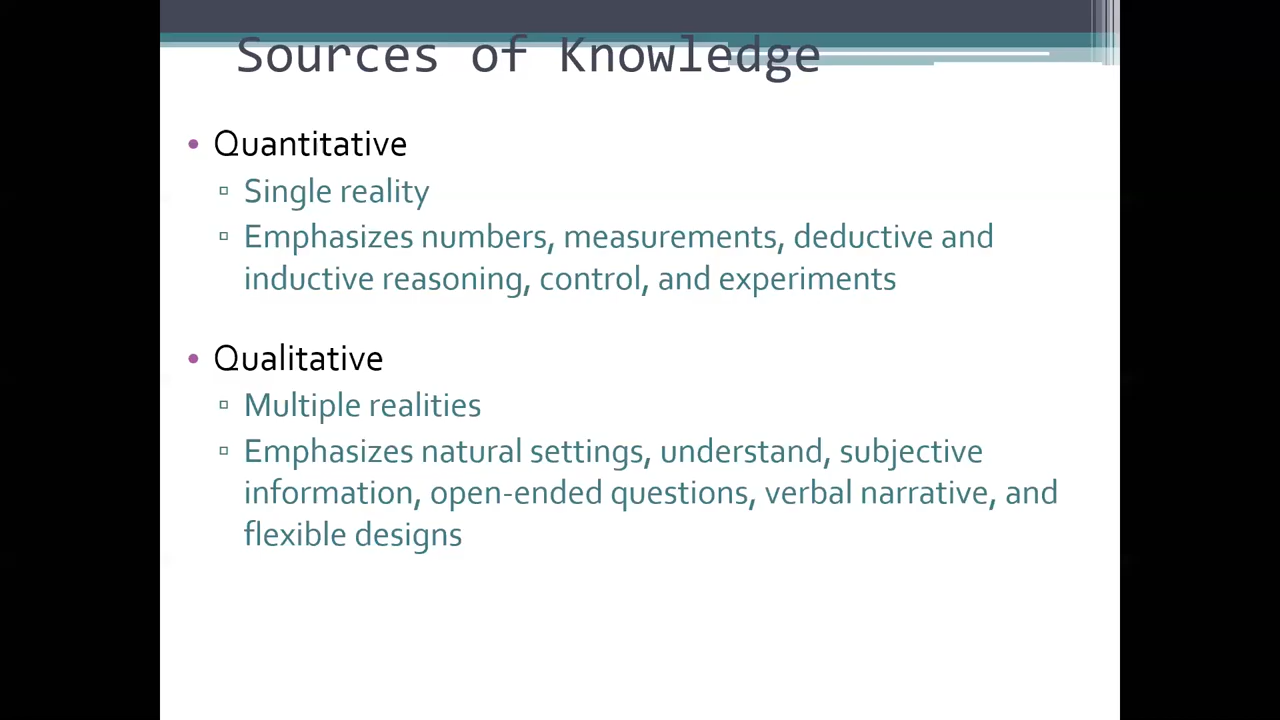 Sources of Knowledge
• Quantitative
▫ Single reality
▫ Emphasizes numbers, measurements, deductive and
inductive reasoning, control, and experiments
• Qualitative
▫ Multiple realities
▫ Emphasizes natural settings, understand, subjective
information, open-ended questions, verbal narrative, and
flexible designs